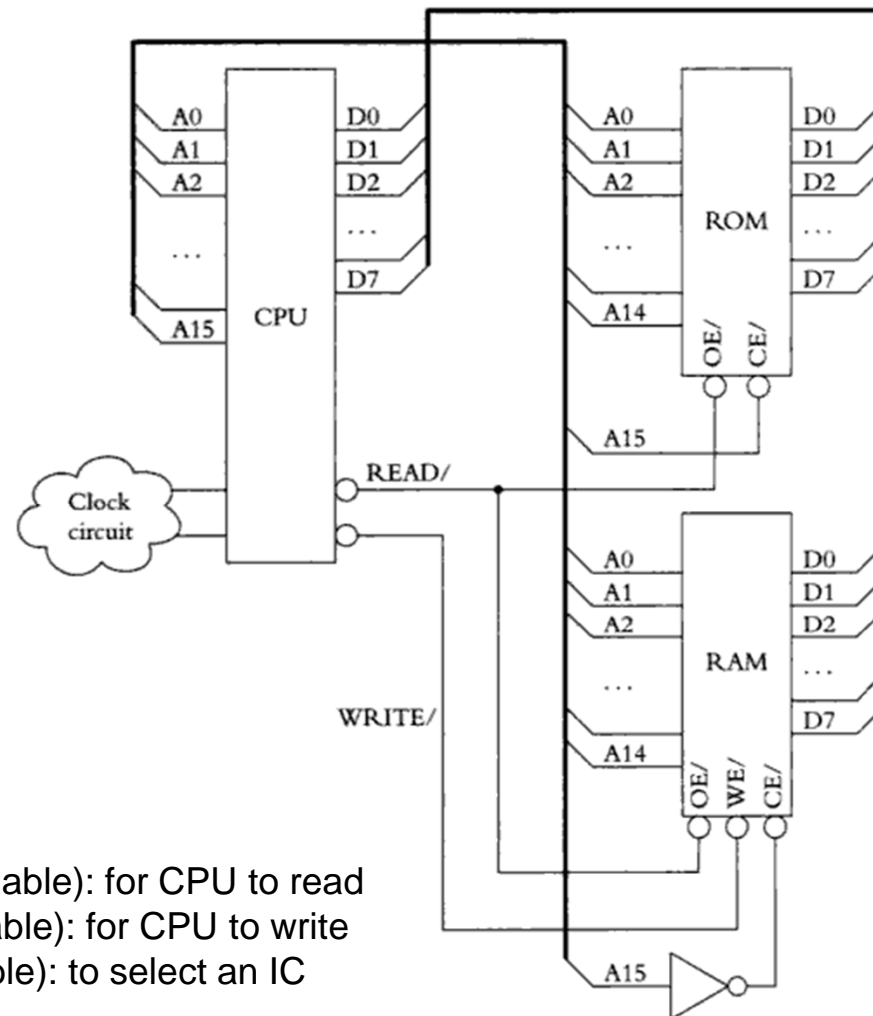 A0
A1
A2
...
A15
CPU
D0
D1
D2
...
D7
Clock
circuit
READ/
WRITE/
A0
A1
A2
...
A14
ROM
OE/
CE/
D0
D1
D2
...
D7
A15
A0
A1
A2
...
A14
RAM
OE/
WE/
CE/
D0
D1
D2
...
D7
A15
able): for CPU to read
able): for CPU to write
ole): to select an IC